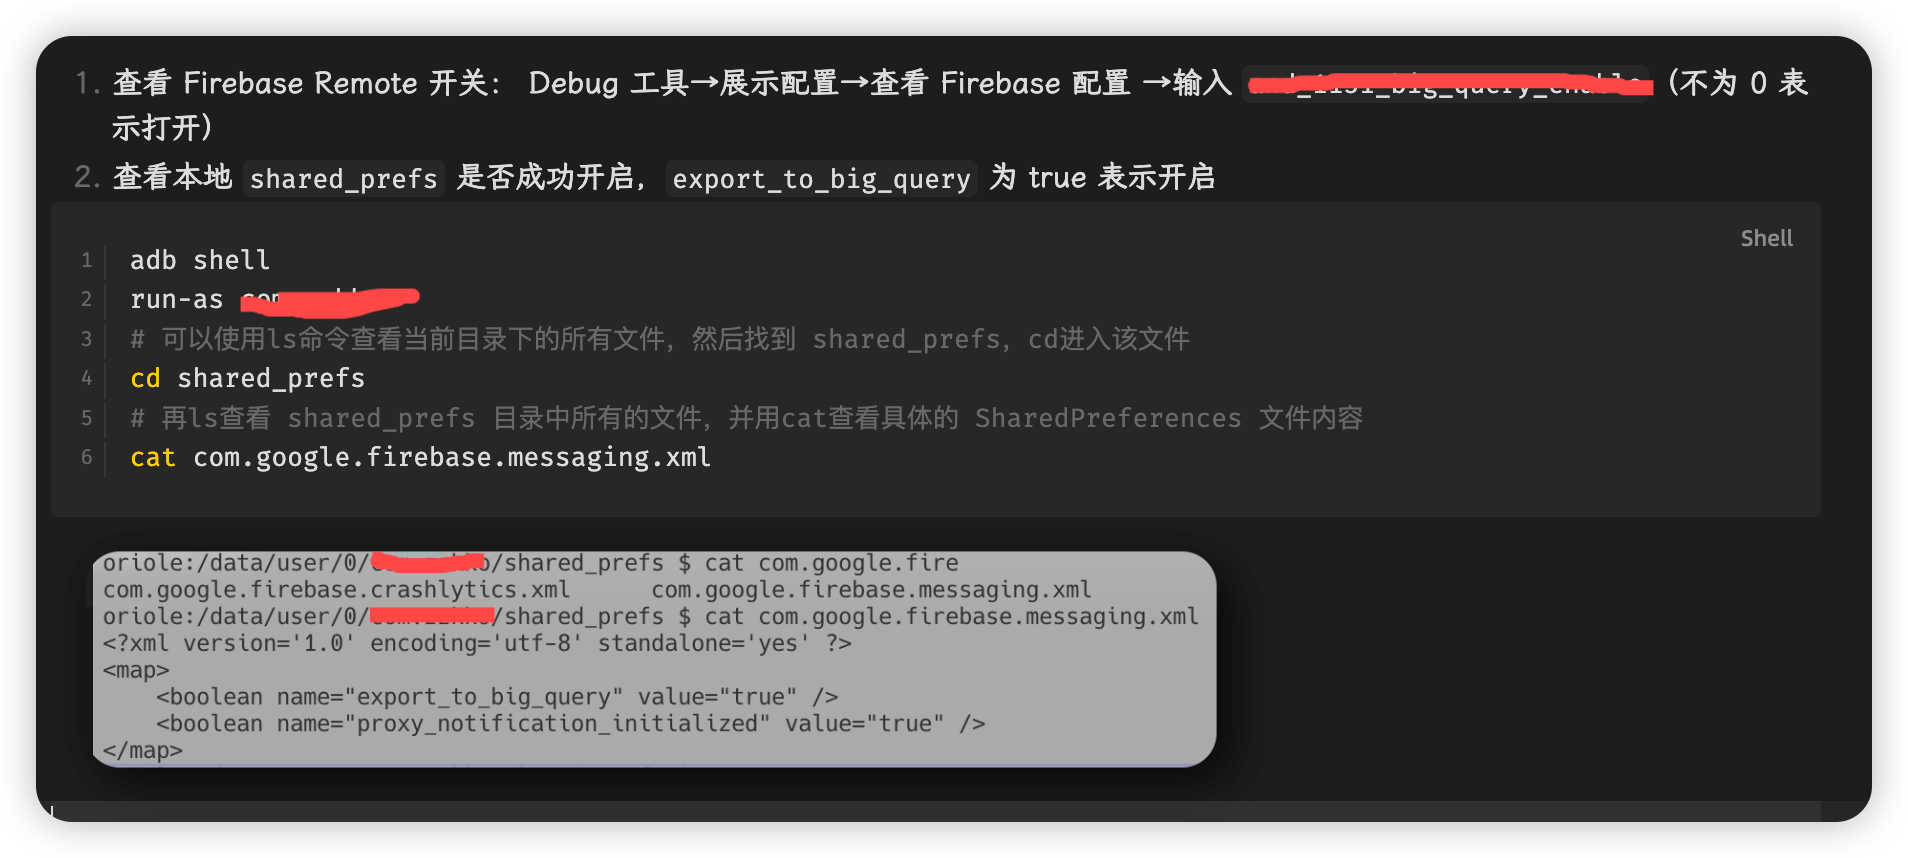 1. 查看 Firebase Remote 开关： Debug 工具→展示配置→查看 Firebase 配置 →输入 （不为 0 表
示打开）
2. 查看本地 shared_prefs 是否成功开启，export_to_big_query 为 true 表示开启
Shell
1 adb shell
2 run-as
3 # 可以使用ls命令查看当前目录下的所有文件，然后找到 shared_prefs，cd进入该文件
4 cd shared_prefs
5 # 再ls查看 shared_prefs 目录中所有的文件，并用cat查看具体的 SharedPreferences 文件内容
6 cat com.google.firebase.messaging.xml
oriole:/data/user/0/ /shared_prefs $ cat com.google.fire
com.google.firebase.crashlytics.xml com.google.firebase.messaging.xml
oriole:/data/user/0/ /shared_prefs $ cat com.google.firebase.messaging.xml
<?xml version='1.0' encoding='utf-8' standalone='yes' ?>
<map>
<boolean name="export_to_big_query" value="true" />
<boolean name="proxy_notification_initialized" value="true" />
</map>